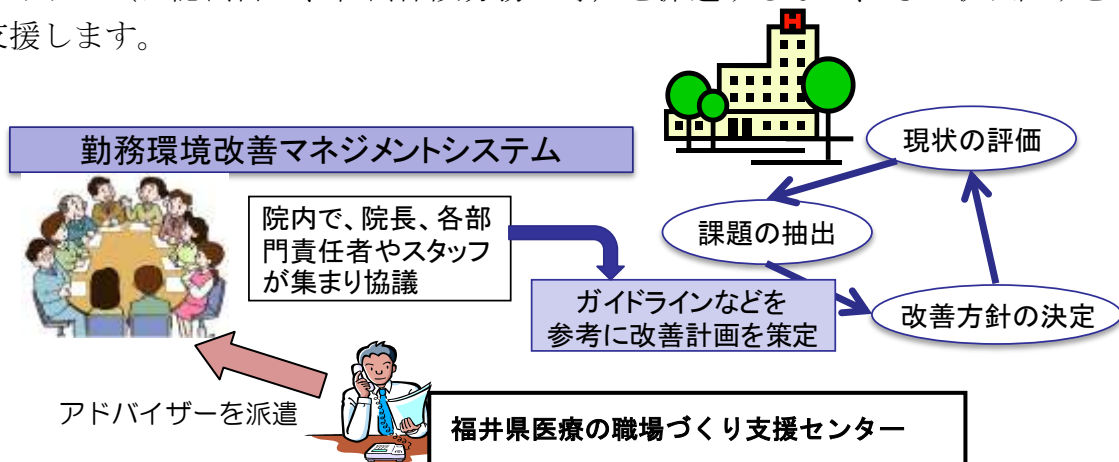 支援します。
H
勤務環境改善マネジメントシステム
現状の評価
院内で、院長、各部
門責任者やスタッフ
が集まり協議
課題の抽出
ガイドラインなどを
参考に改善計画を策定
改善方針の決定
アドバイザーを派遣
福井県医療の職場づくり支援センター